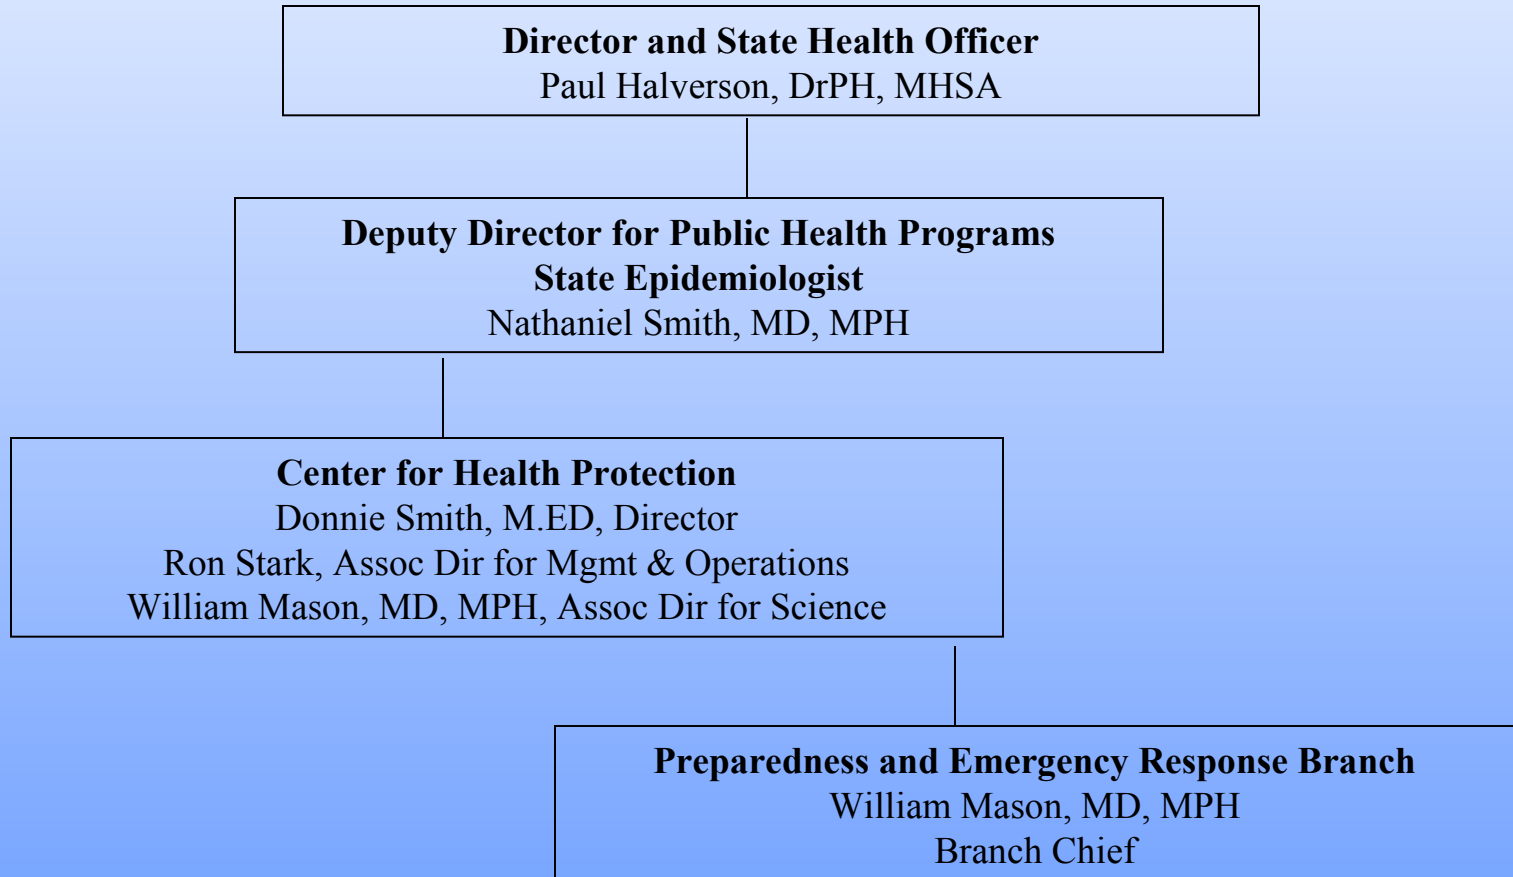 Director and State Health Officer
Paul Halverson, DrPH, MHSA
Deputy Director for Public Health Programs
State Epidemiologist
Nathaniel Smith, MD, MPH
Center for Health Protection
Donnie Smith, M.ED, Director
Ron Stark, Assoc Dir for Mgmt & Operations
William Mason, MD, MPH, Assoc Dir for Science
Preparedness and Emergency Response Branch
William Mason, MD, MPH
Branch Chief